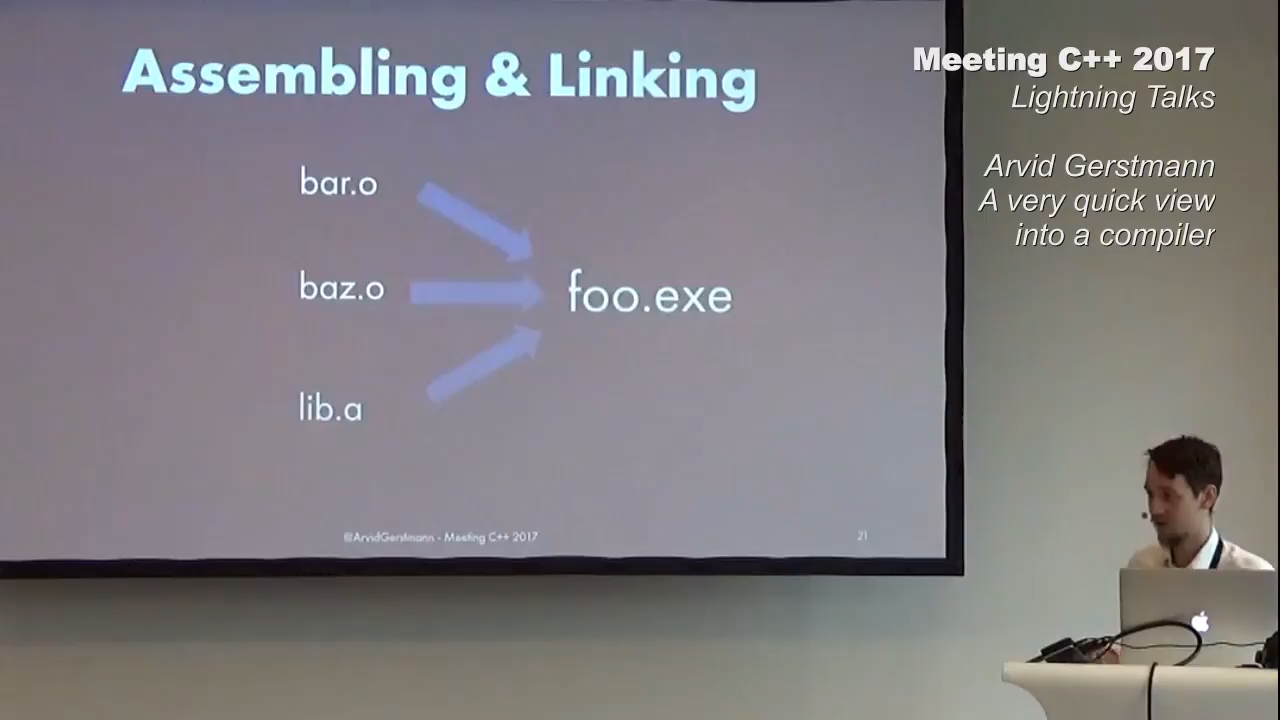 Assembling & Linking
bar.o
baz.o
foo.exe
lib.a
@ArvidGerstmann - Meeting C++ 2017
21
Meeting C++ 2017
Lightning Talks
Arvid Gerstmann
A very quick view
into a compiler